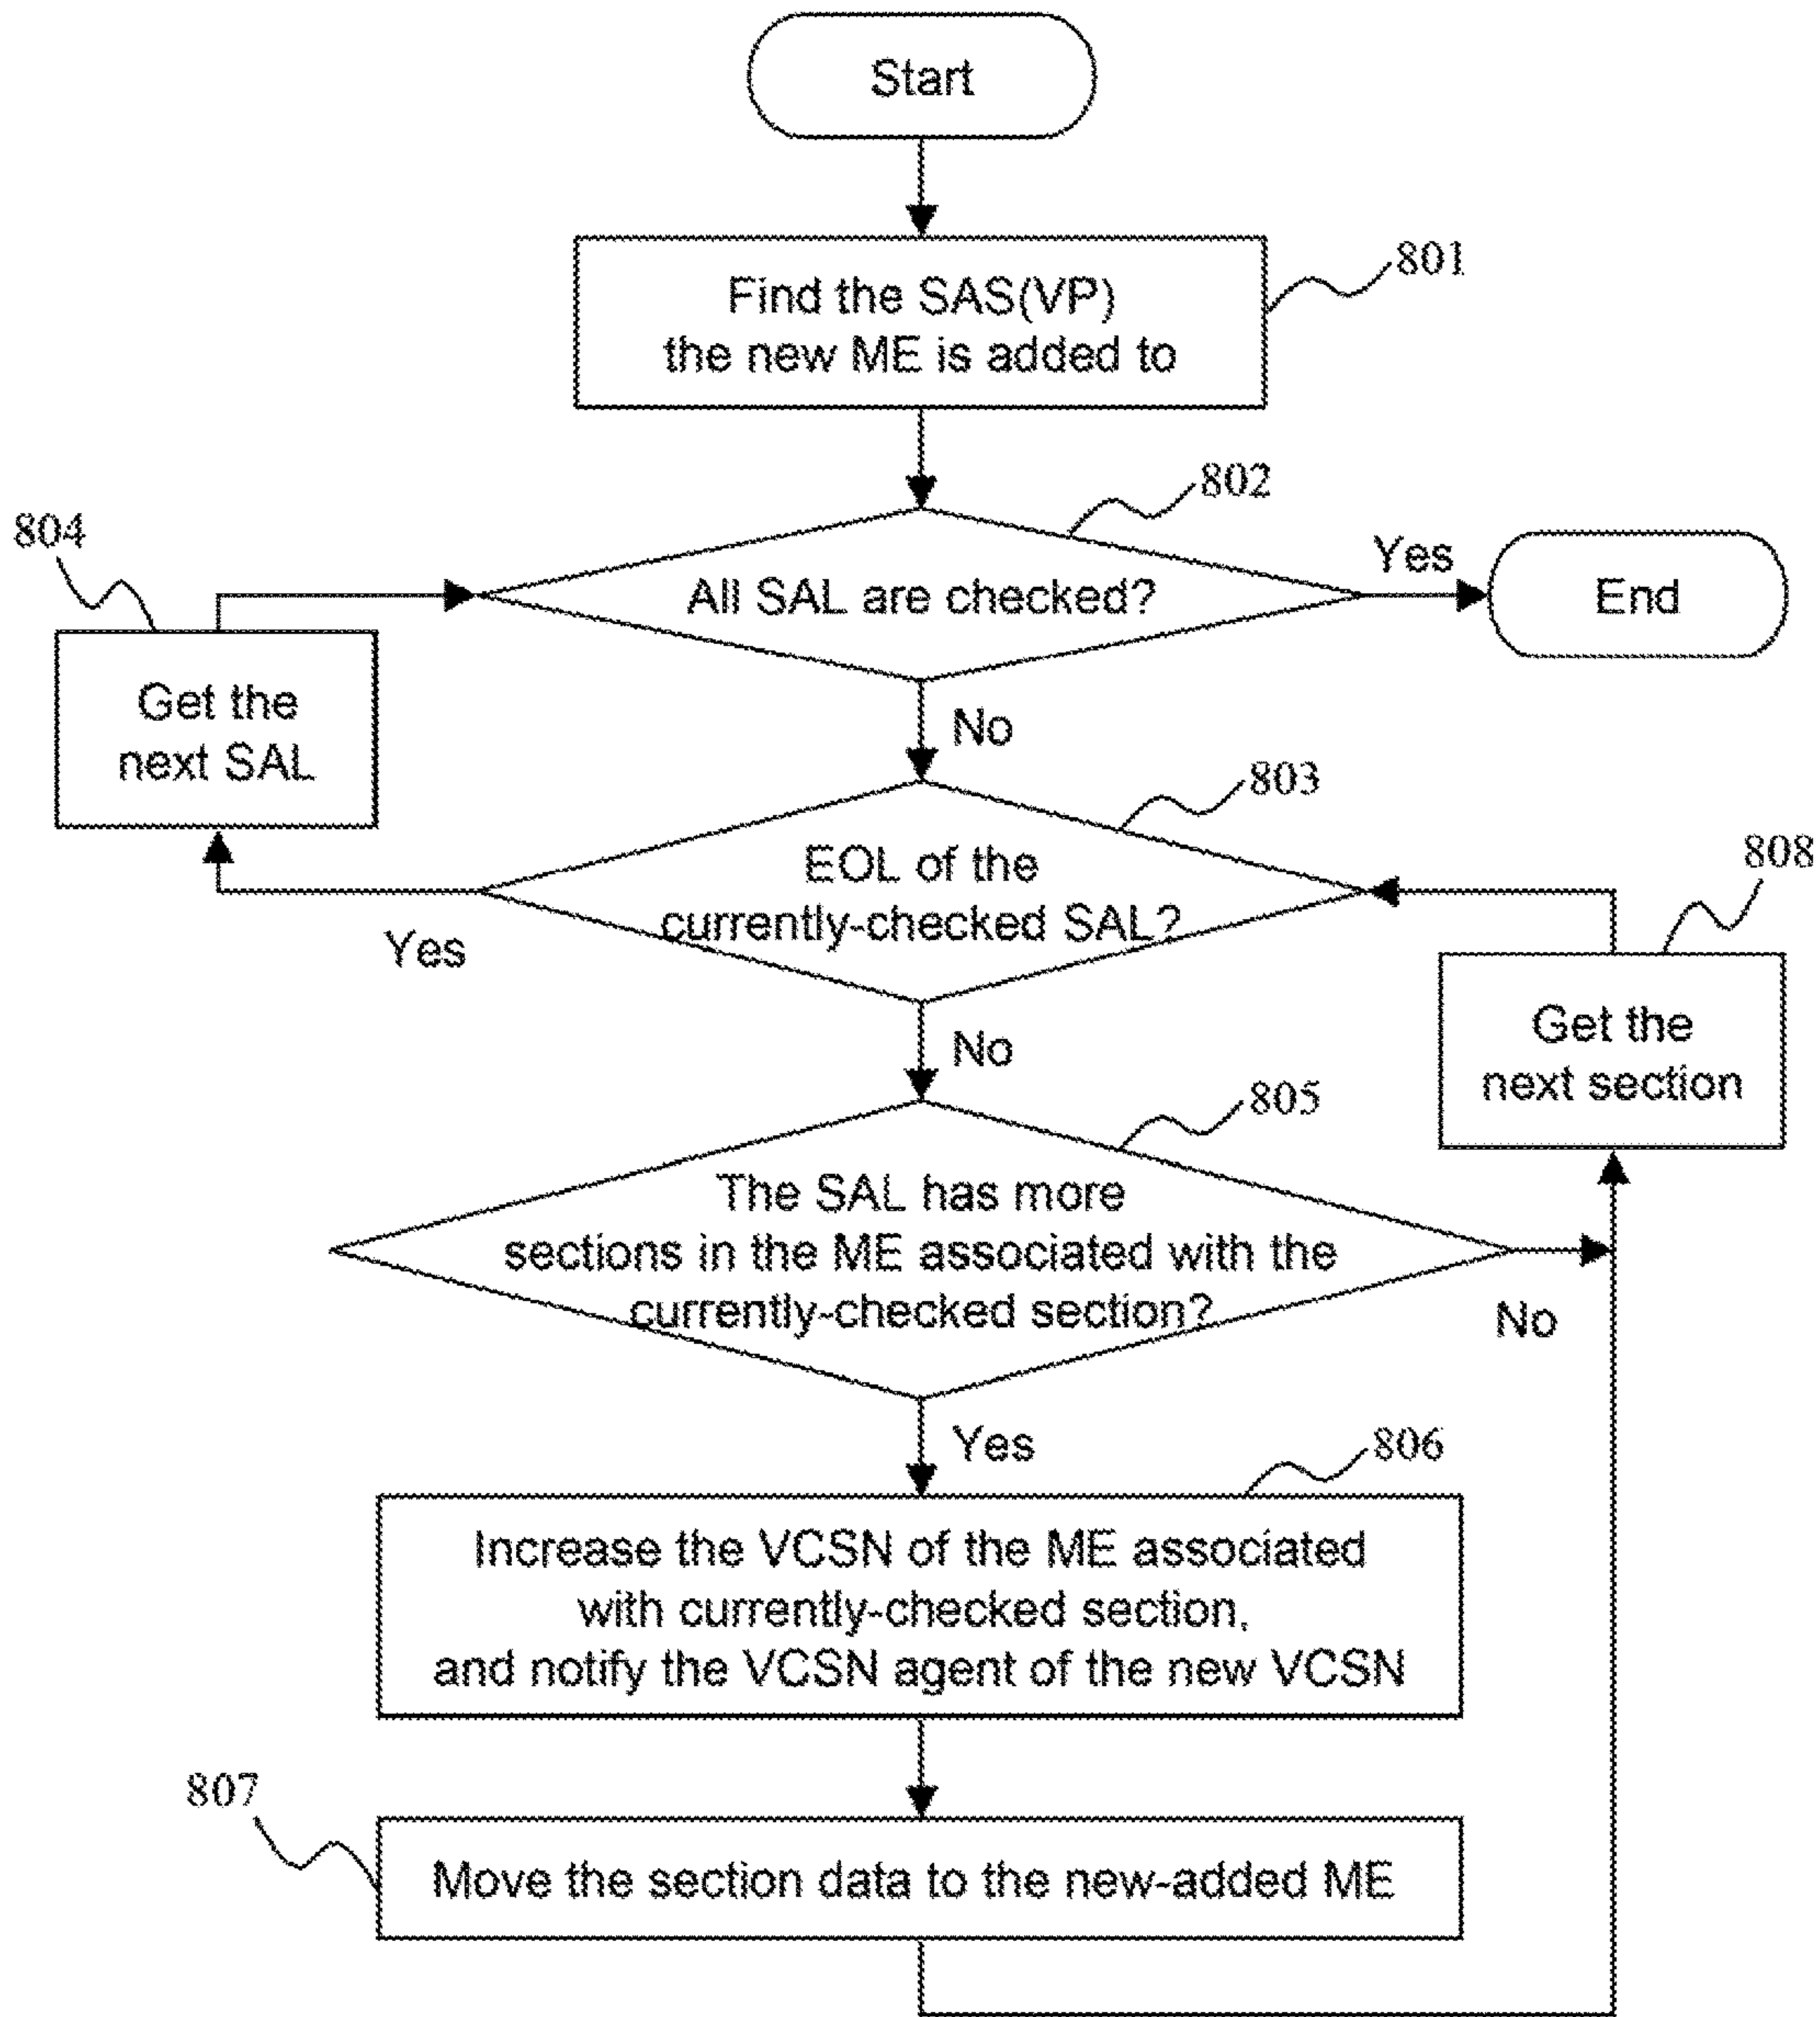 Start
Find the SAS(VP)
the new ME is added to
801
802
All SAL are checked?
Yes
End
804
Get the
next SAL
No
803
EOL of the
currently-checked SAL?
Yes
808
Get the
next section
No
805
The SAL has more
sections in the ME associated with the
currently-checked section?
No
Yes
806
Increase the VCSN of the ME associated
with currently-checked section,
and notify the VCSN agent of the new VCSN
807
Move the section data to the new-added ME